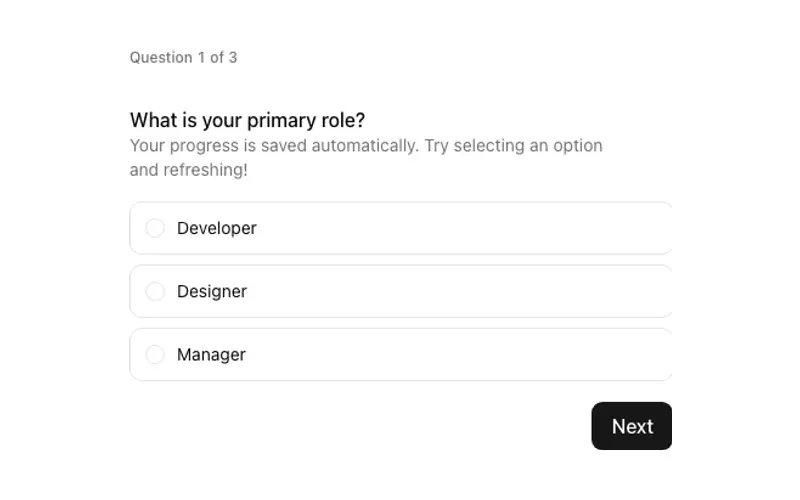 Question 1 of 3
What is your primary role?
Your progress is saved automatically. Try selecting an option
and refreshing!
Developer
Designer
Manager
Next